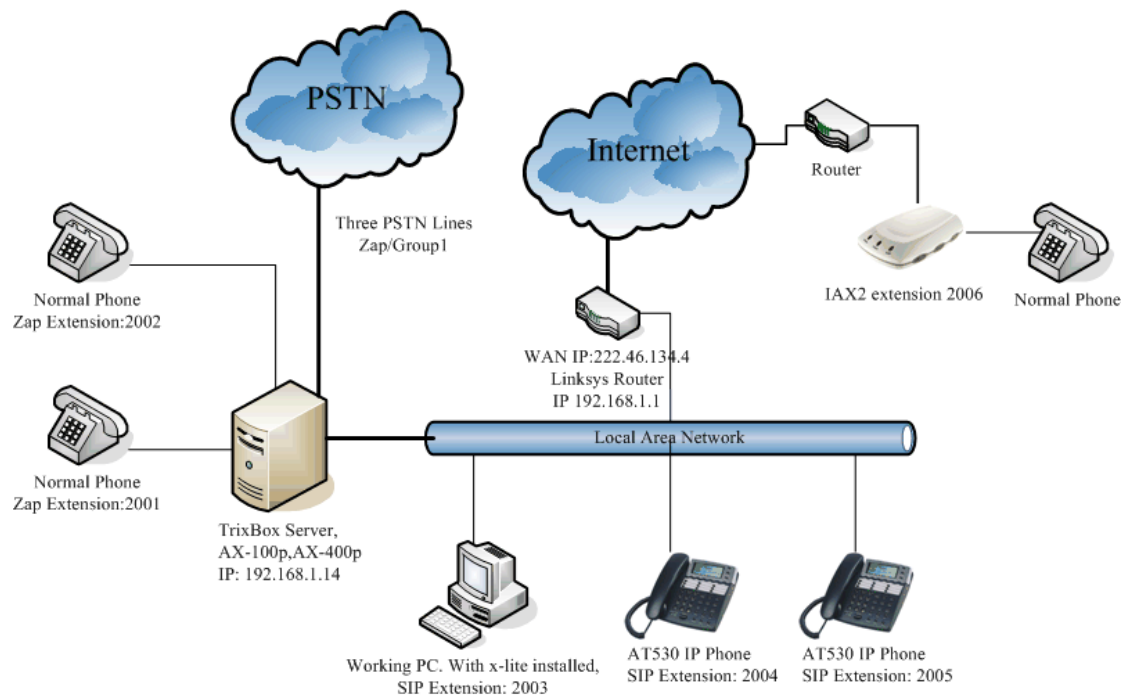 PSTN
Internet
Router
Three PSTN Lines
Zap/Group1
IAX2 extension 2006
Normal Phone
Normal Phone
Zap Extension:2002
WAN IP:222.46.134.4
Linksys Router
IP 192.168.1.1
Local Area Network
Normal Phone
Zap Extension:2001
TrixBox Server,
AX-100p,AX-400p
IP: 192.168.1.14
Working PC. With x-lite installed,
SIP Extension: 2003
AT530 IP Phone
SIP Extension: 2004
AT530 IP Phone
SIP Extension: 2005